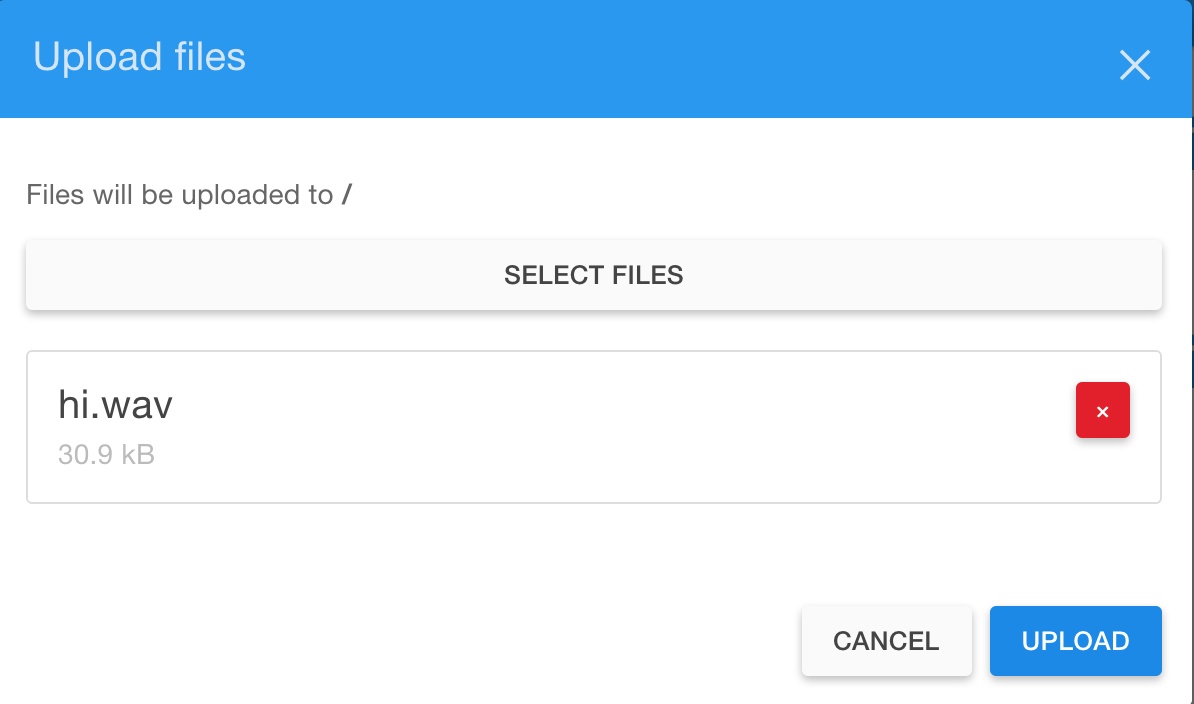 Upload files
Files will be uploaded to /
SELECT FILES
hi.wav
30.9 kB
CANCEL
UPLOAD